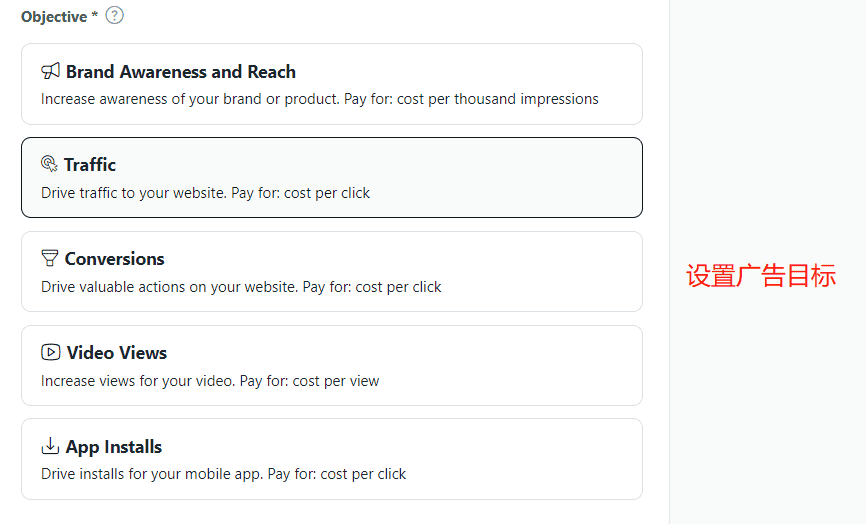 Objective * ?
Brand Awareness and Reach
Increase awareness of your brand or product. Pay for: cost per thousand impressions
Traffic
Drive traffic to your website. Pay for: cost per click
Conversions
Drive valuable actions on your website. Pay for: cost per click
设置广告目标
Video Views
Increase views for your video. Pay for: cost per view
App Installs
Drive installs for your mobile app. Pay for: cost per click